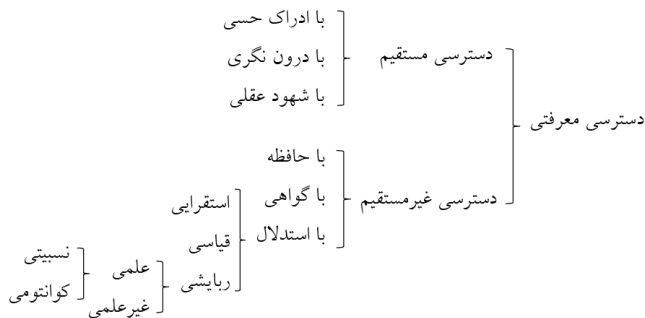 دسترسی معرفتی
دسترسی مستقیم
با ادراک حسی
با درون نگری
با شهود عقلی
دسترسی غیرمستقیم
با حافظه
با گواهی
با استدلال
استقرایی
قیاسی
ربایشی
علمی
غیرعلمی
نسبیتی
کوانتومی